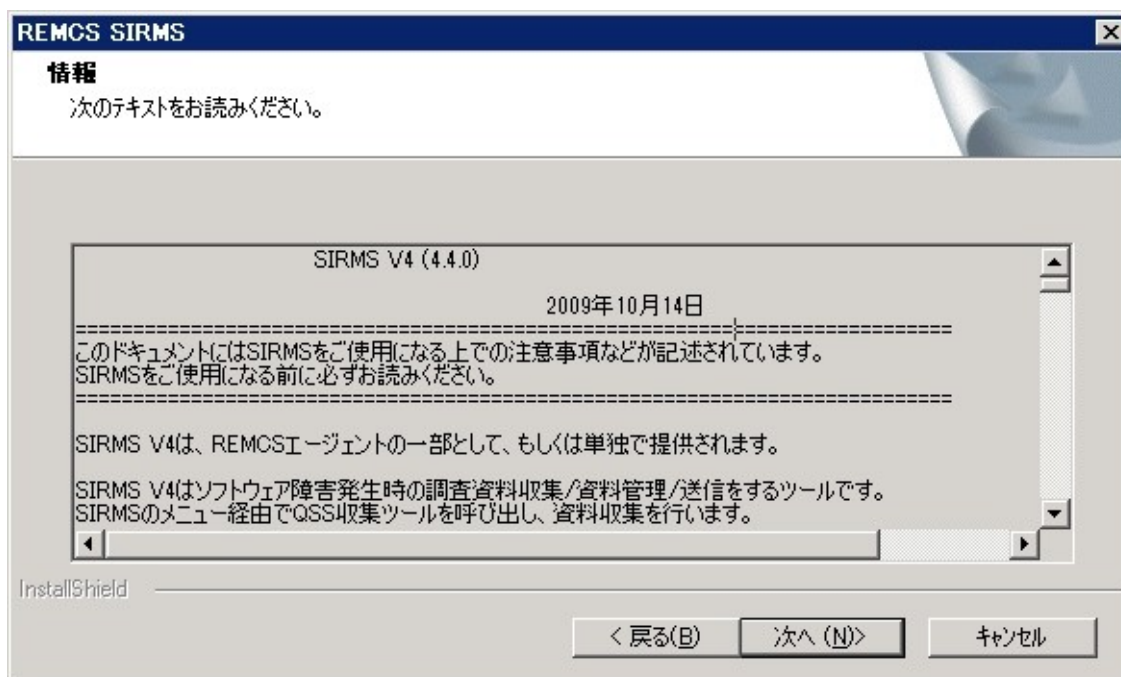 REMCS SIRMS
情報
次のテキストをお読みください。
SIRMS V4 (4.4.0)
2009年10月14日
===========================================================================
このドキュメントにはSIRMSをご使用になる上での注意事項などが記述されています。
SIRMSをご使用になる前に必ずお読みください。
===========================================================================
SIRMS V4は、REMCSエージェントの一部として、もしくは単独で提供されます。
SIRMS V4はソフトウェア障害発生時の調査資料収集/資料管理/送信をするツールです。
SIRMSのメニュー経由でQSS収集ツールを呼び出し、資料収集を行います。
InstallShield
< 戻る(B)
次へ (N)>
キャンセル